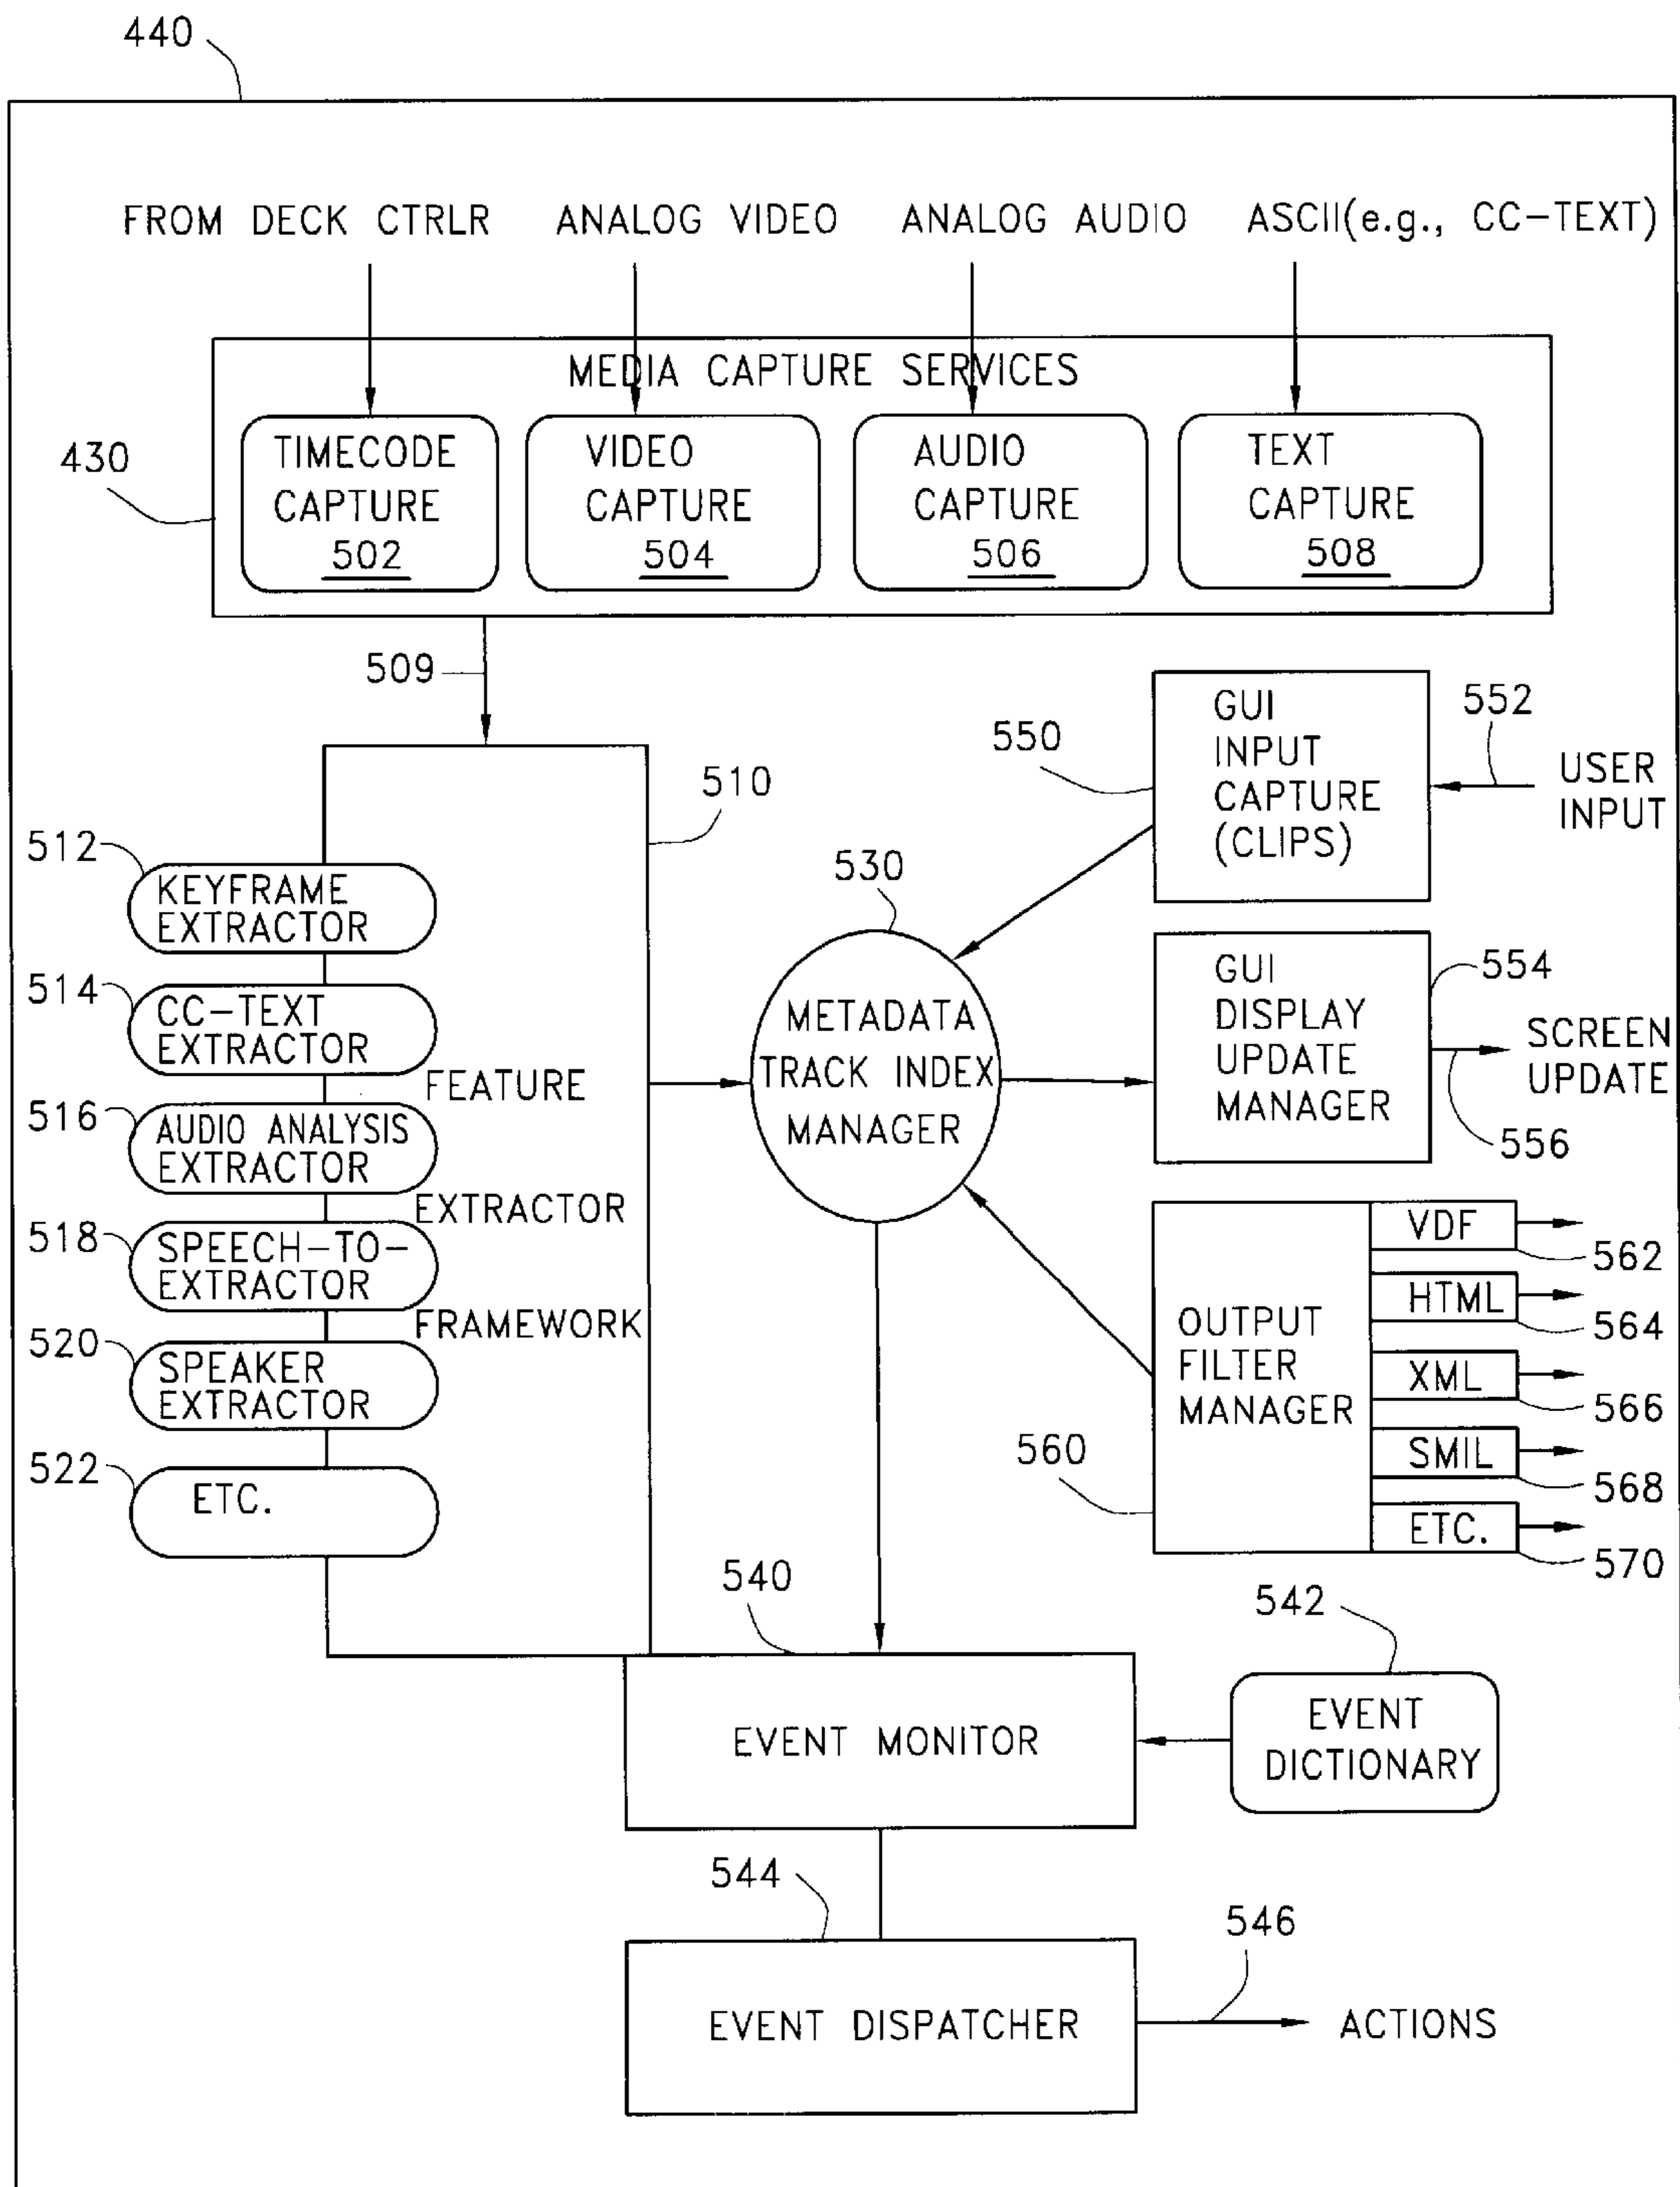 440
FROM DECK CTRLR
ANALOG VIDEO
ANALOG AUDIO
ASCII(e.g., CC-TEXT)
MEDIA CAPTURE SERVICES
430
TIMECODE
CAPTURE
502
VIDEO
CAPTURE
504
AUDIO
CAPTURE
506
TEXT
CAPTURE
508
509
510
512
KEYFRAME
EXTRACTOR
514
CC-TEXT
EXTRACTOR
516
AUDIO ANALYSIS
EXTRACTOR
518
SPEECH-TO-
EXTRACTOR
520
SPEAKER
EXTRACTOR
522
ETC.
FEATURE
EXTRACTOR
FRAMEWORK
530
METADATA
TRACK INDEX
MANAGER
550
GUI
INPUT
CAPTURE
(CLIPS)
552
USER
INPUT
GUI
DISPLAY
UPDATE
MANAGER
554
SCREEN
UPDATE
556
OUTPUT
FILTER
MANAGER
560
VDF
562
HTML
564
XML
566
SMIL
568
ETC.
570
540
EVENT MONITOR
542
EVENT
DICTIONARY
544
EVENT DISPATCHER
546
ACTIONS